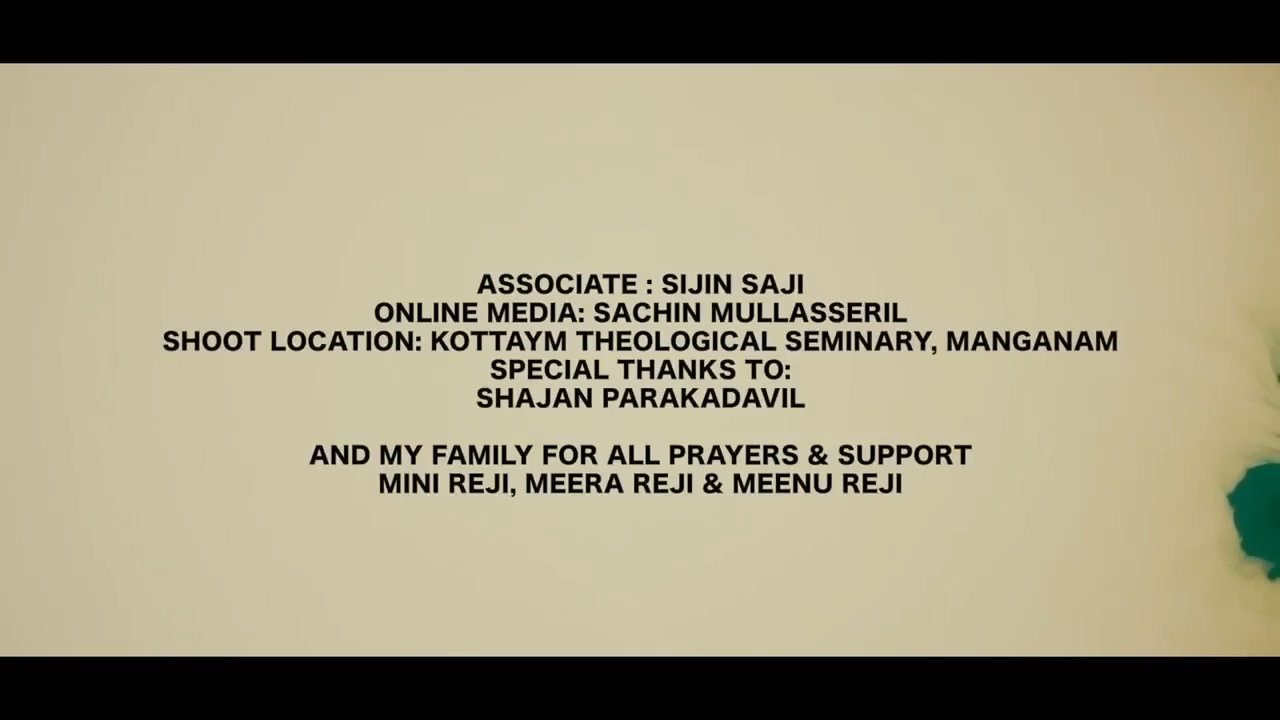 ASSOCIATE : SIJIN SAJI
ONLINE MEDIA: SACHIN MULLASSERIL
SHOOT LOCATION: KOTTAYM THEOLOGICAL SEMINARY, MANGANAM
SPECIAL THANKS TO:
SHAJAN PARAKADAVIL
AND MY FAMILY FOR ALL PRAYERS & SUPPORT
MINI REJI, MEERA REJI & MEENU REJI